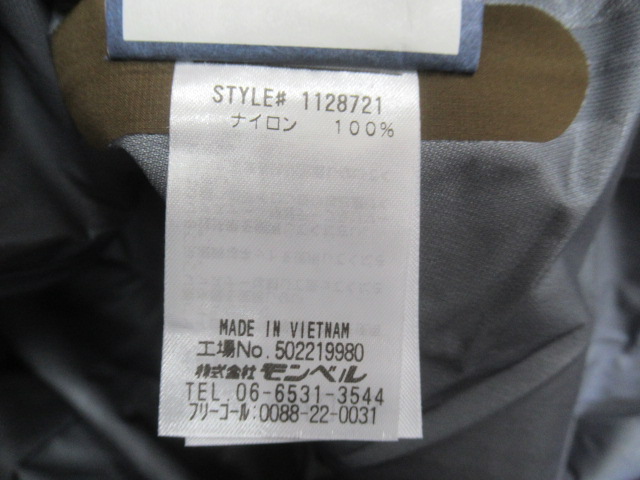 STYLE# 1128721
ナイロン 100%
MADE IN VIETNAM
工場No.502219980
株式会社 モンベル
TEL.06-6531-3544
フリーコール:0088-22-0031